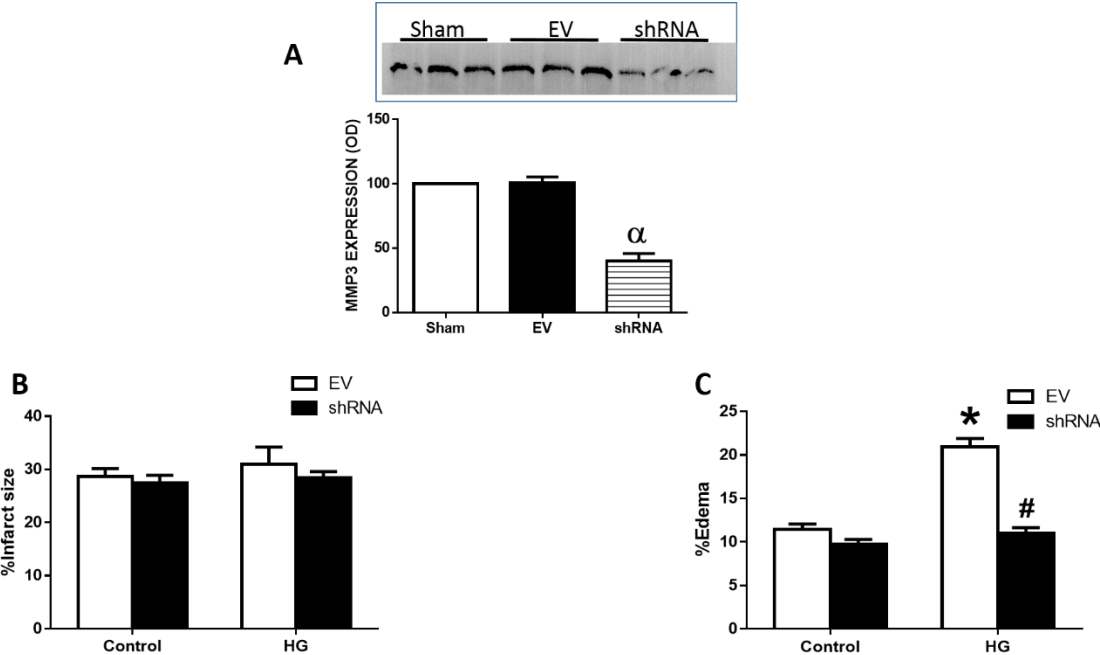 Sham EV shRNA
A
MMP3 EXPRESSION (OD)
150
100
50
0
α
Sham EV shRNA
B
EV
shRNA
%Infarct size
40
30
20
10
0
Control HG
C
EV
shRNA
%Edema
25
20
15
10
5
0
*
#
Control HG